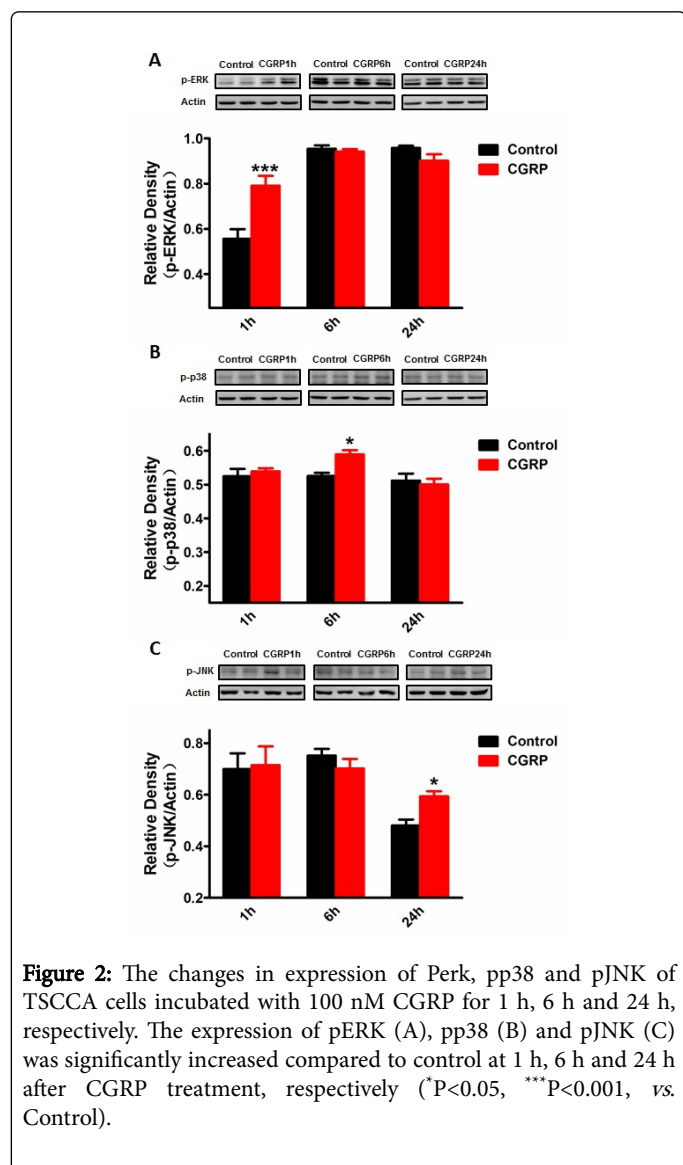 A
Control CGRP1h Control CGRP6h Control CGRP24h
p-ERK
Actin
Relative Density
(p-ERK/Actin)
1.0
0.8
0.6
0.4
***
Control
CGRP
1h 6h 24h
B
Control CGRP1h Control CGRP6h Control CGRP24h
p-p38
Actin
Relative Density
(p-p38/Actin)
0.6
0.5
0.4
0.3
0.2
*
Control
CGRP
1h 6h 24h
C
Control CGRP1h Control CGRP6h Control CGRP24h
p-JNK
Actin
Relative Density
(p-JNK/Actin)
0.8
0.6
0.4
0.2
*
Control
CGRP
1h 6h 24h
Figure 2: The changes in expression of Perk, pp38 and pJNK of
TSCCA cells incubated with 100 nM CGRP for 1 h, 6 h and 24 h,
respectively. The expression of pERK (A), pp38 (B) and pJNK (C)
was significantly increased compared to control at 1 h, 6 h and 24 h
after CGRP treatment, respectively (*P<0.05, ***P<0.001, vs.
Control).